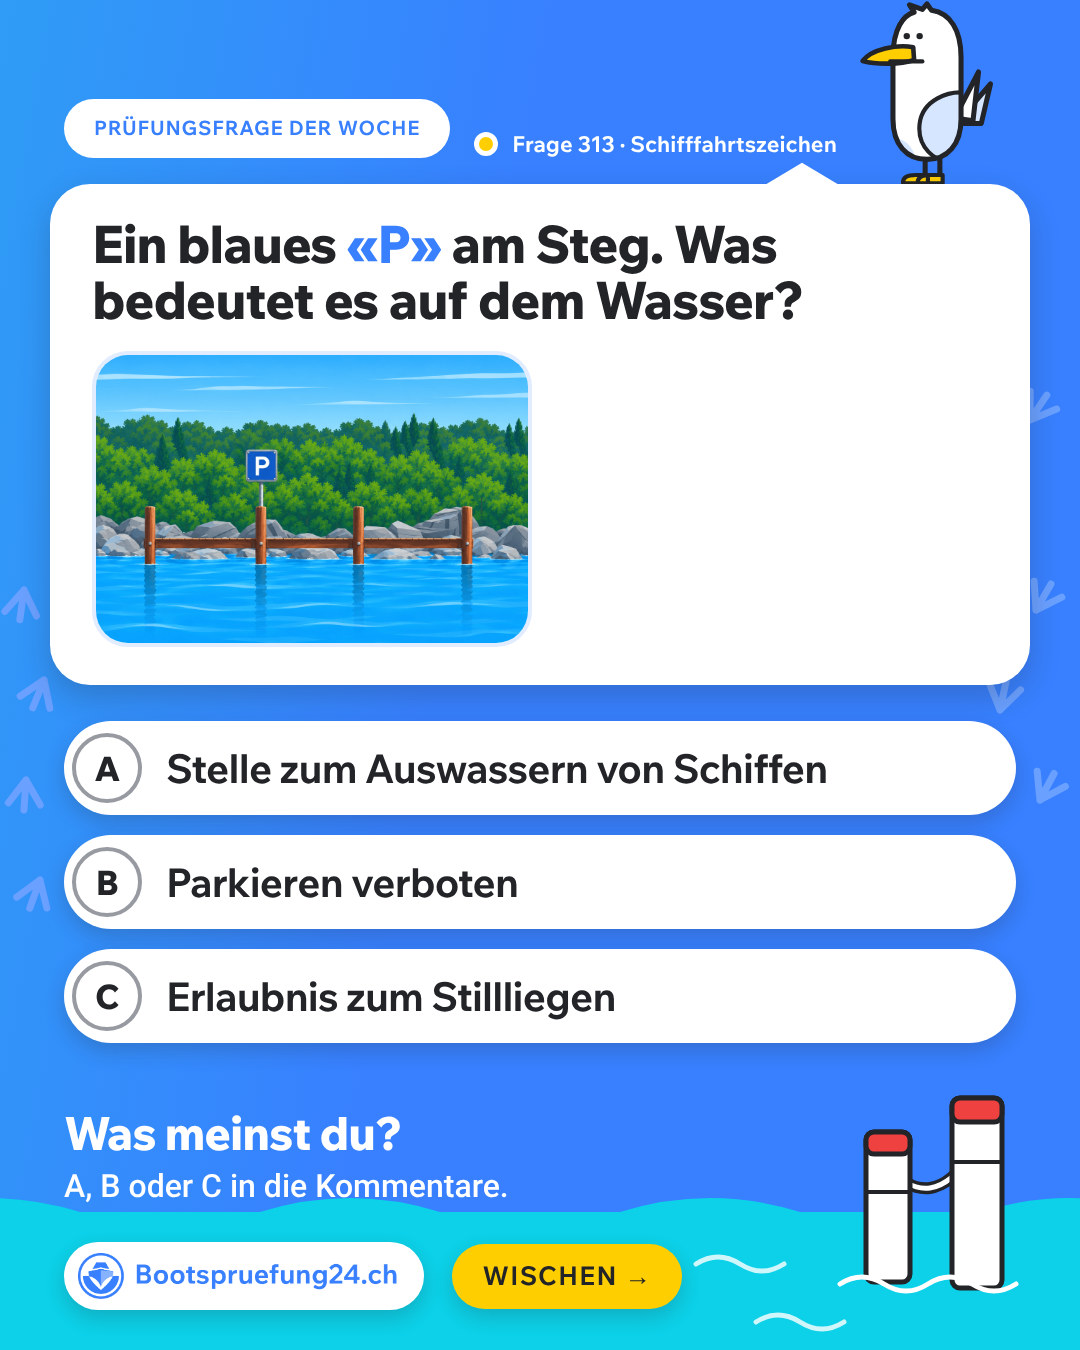 PRÜFUNGSFRAGE DER WOCHE
Frage 313 · Schifffahrtszeichen
Ein blaues «P» am Steg. Was
bedeutet es auf dem Wasser?
P
A Stelle zum Auswassern von Schiffen
B Parkieren verboten
C Erlaubnis zum Stillliegen
Was meinst du?
A, B oder C in die Kommentare.
Bootspruefung24.ch
WISCHEN →